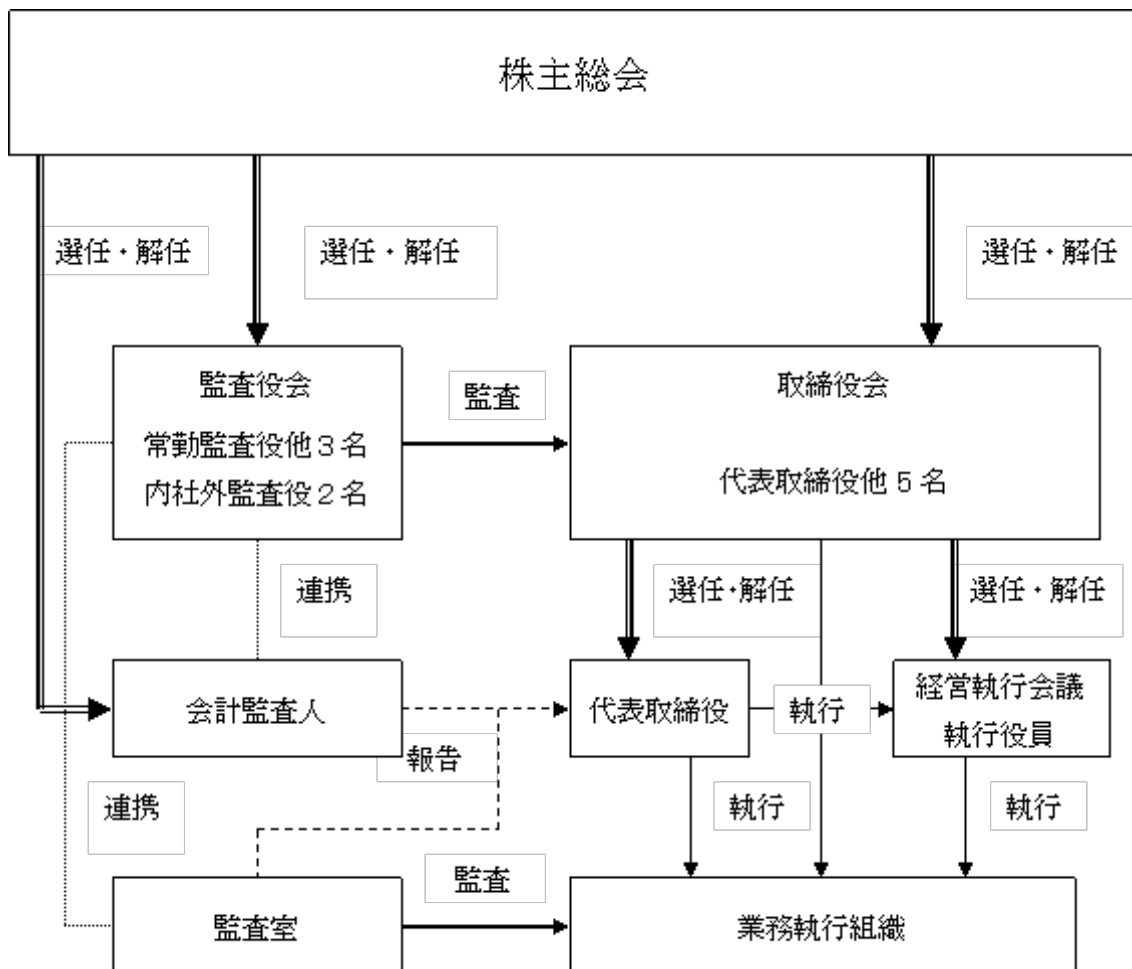 株主総会
選任・解任
選任・解任
選任・解任
監査役会
常勤監査役他３名
内社外監査役２名
監査
取締役会
代表取締役他５名
連携
選任・解任
選任・解任
会計監査人
代表取締役
執行
経営執行会議
執行役員
報告
連携
執行
執行
監査室
監査
業務執行組織